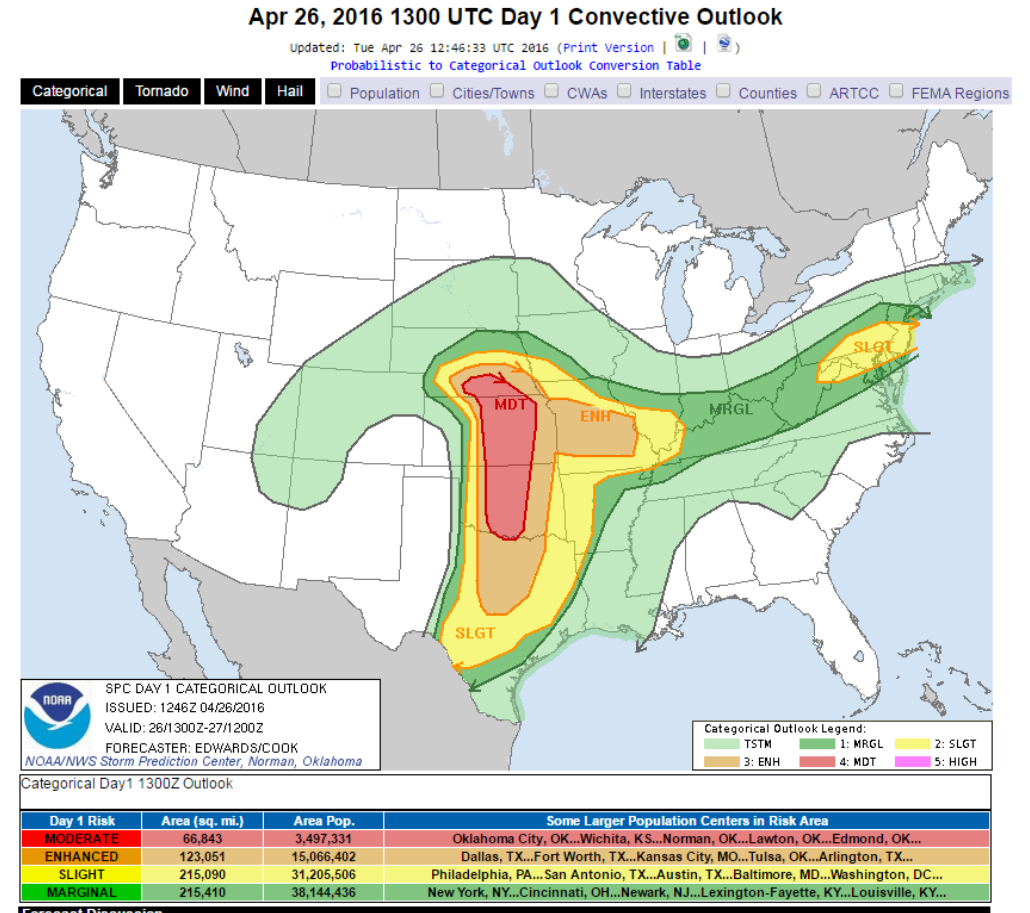 Apr 26, 2016 1300 UTC Day 1 Convective Outlook
Updated: Tue Apr 26 12:46:33 UTC 2016 (Print Version | | )
Probabilistic to Categorical Outlook Conversion Table
Categorical Tornado Wind Hail Population Cities/Towns CWAs Interstates Counties ARTCC FEMA Regions
SLGT
MDT
MRGL
ENH
SLGT
NOAA
SPC DAY 1 CATEGORICAL OUTLOOK
ISSUED: 1246Z 04/26/2016
VALID: 26/1300Z-27/1200Z
FORECASTER: EDWARDS/COOK
NOAA/NWS Storm Prediction Center, Norman, Oklahoma
Categorical Outlook Legend:
TSTM 1: MRGL 2: SLGT
3: ENH 4: MDT 5: HIGH
Categorical Day1 1300Z Outlook
Day 1 Risk Area (sq. mi.) Area Pop. Some Larger Population Centers in Risk Area
MODERATE 66,843 3,497,331 Oklahoma City, OK...Wichita, KS...Norman, OK...Lawton, OK...Edmond, OK...
ENHANCED 123,051 15,066,402 Dallas, TX...Fort Worth, TX...Kansas City, MO...Tulsa, OK...Arlington, TX...
SLIGHT 215,090 31,205,506 Philadelphia, PA...San Antonio, TX...Austin, TX...Baltimore, MD...Washington, DC...
MARGINAL 215,410 38,144,436 New York, NY...Cincinnati, OH...Newark, NJ...Lexington-Fayette, KY...Louisville, KY...
Forecast Discussion